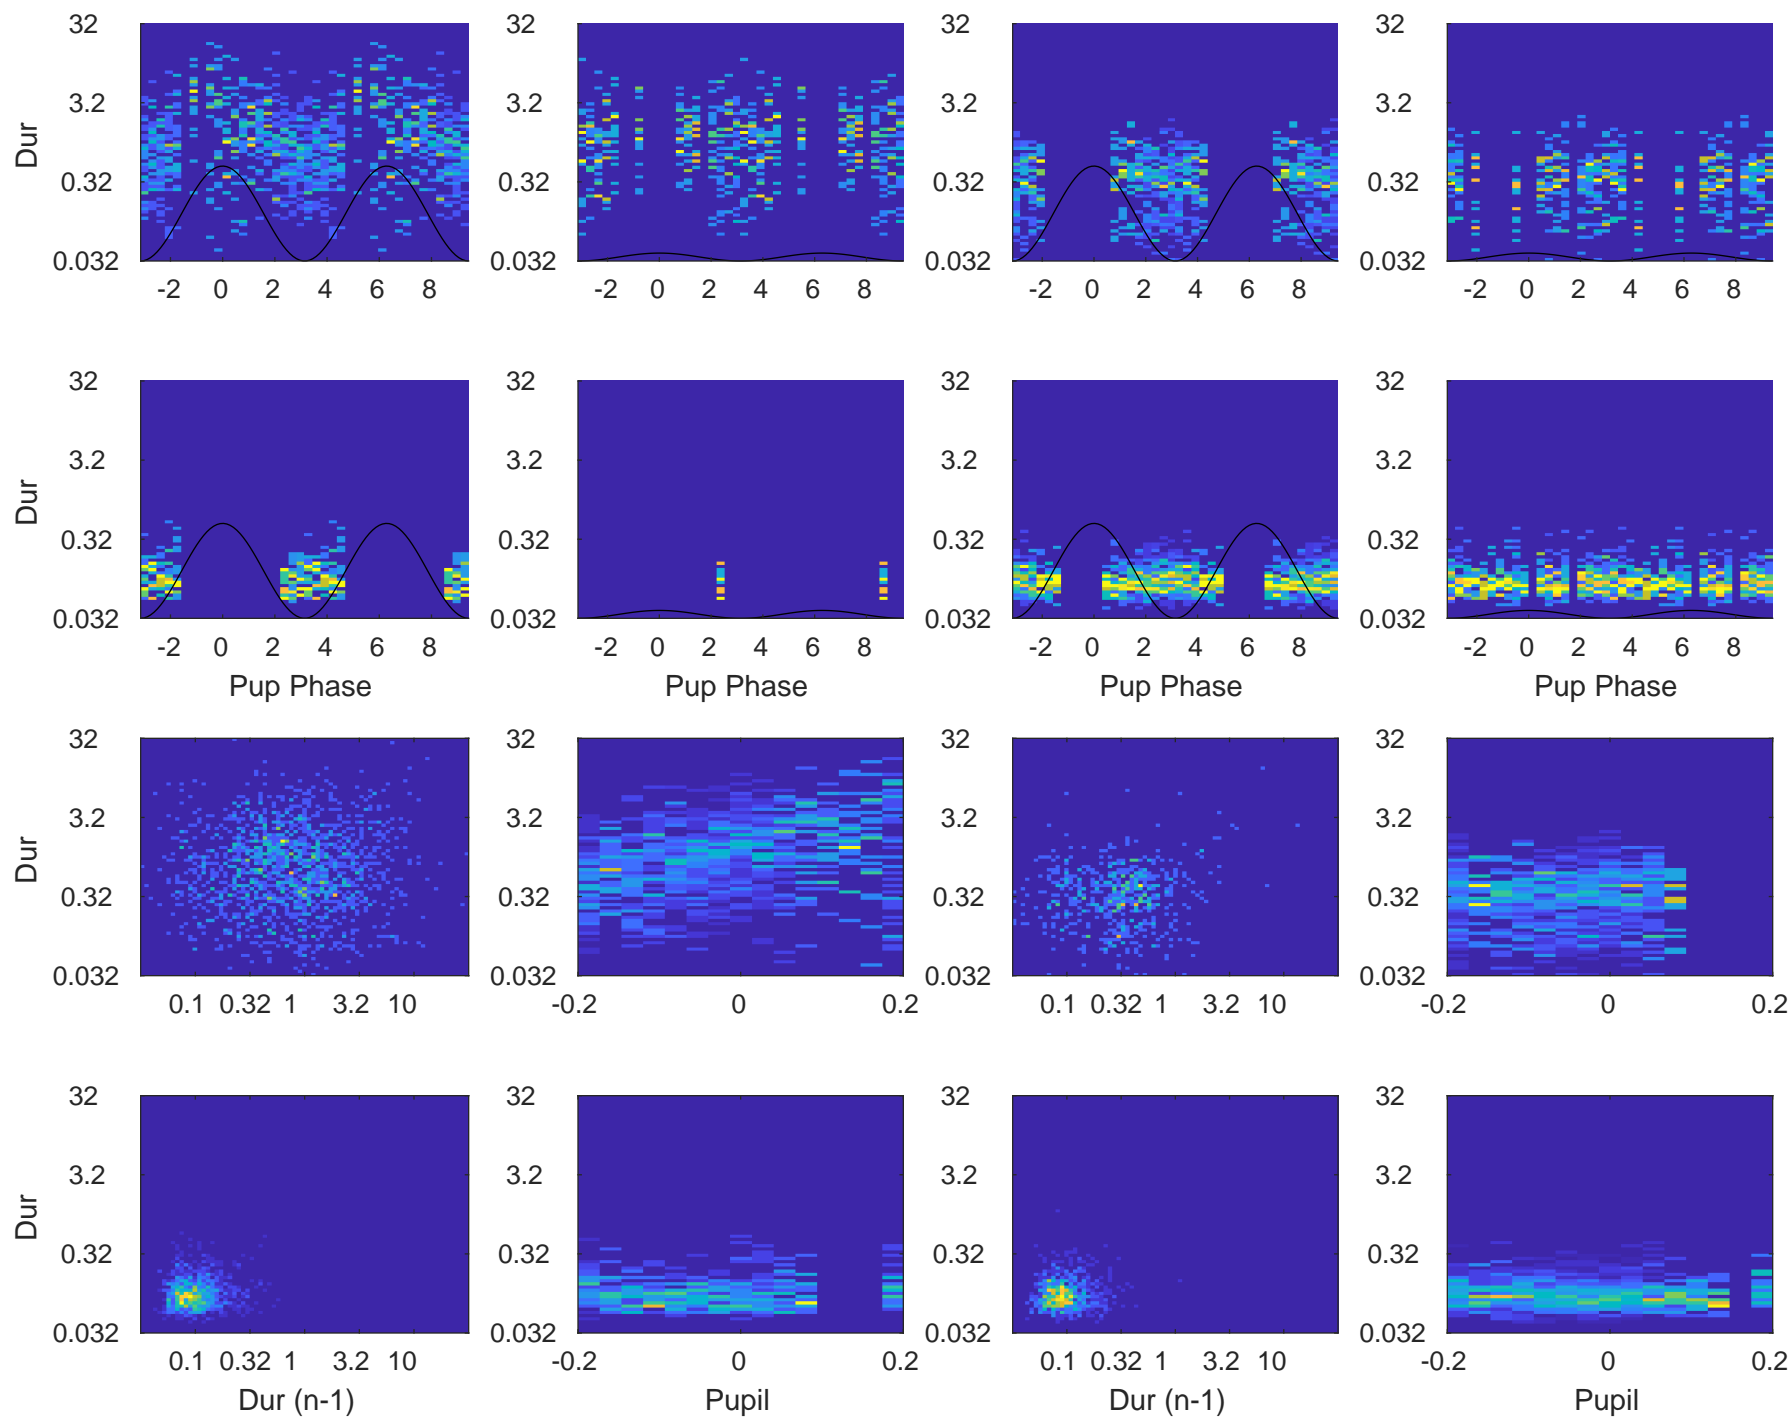 32 32 32 32
Dur 3.2 3.2 3.2 3.2
0.32 0.32 0.32 0.32
0.032 0.032 0.032 0.032
-2 0 2 4 6 8 -2 0 2 4 6 8 -2 0 2 4 6 8 -2 0 2 4 6 8
32 32 32 32
Dur 3.2 3.2 3.2 3.2
0.32 0.32 0.32 0.32
0.032 0.032 0.032 0.032
-2 0 2 4 6 8 -2 0 2 4 6 8 -2 0 2 4 6 8 -2 0 2 4 6 8
Pup Phase Pup Phase Pup Phase Pup Phase
32 32 32 32
Dur 3.2 3.2 3.2 3.2
0.32 0.32 0.32 0.32
0.032 0.032 0.032 0.032
0.1 0.32 1 3.2 10 -0.2 0 0.2 0.1 0.32 1 3.2 10 -0.2 0 0.2
32 32 32 32
Dur 3.2 3.2 3.2 3.2
0.32 0.32 0.32 0.32
0.032 0.032 0.032 0.032
0.1 0.32 1 3.2 10 -0.2 0 0.2 0.1 0.32 1 3.2 10 -0.2 0 0.2
Dur (n-1) Pupil Dur (n-1) Pupil